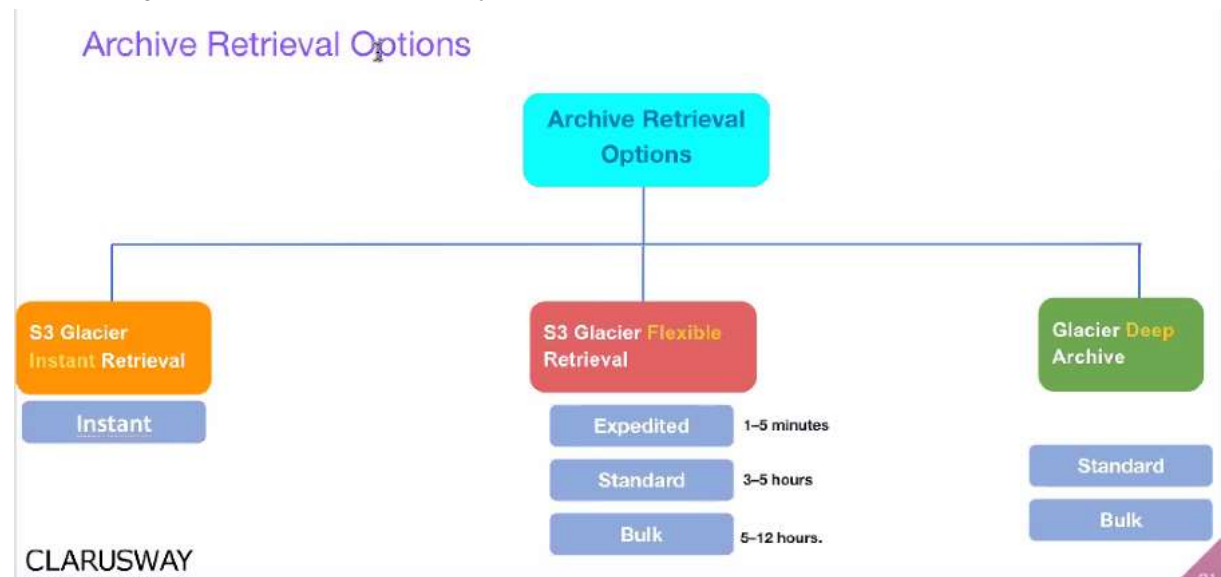 Archive Retrieval Options
Archive Retrieval
Options
S3 Glacier
Instant Retrieval
Instant
S3 Glacier Flexible
Retrieval
Expedited
1–5 minutes
Standard
3–5 hours
Bulk
5–12 hours.
Glacier Deep
Archive
Standard
Bulk
CLARUSWAY